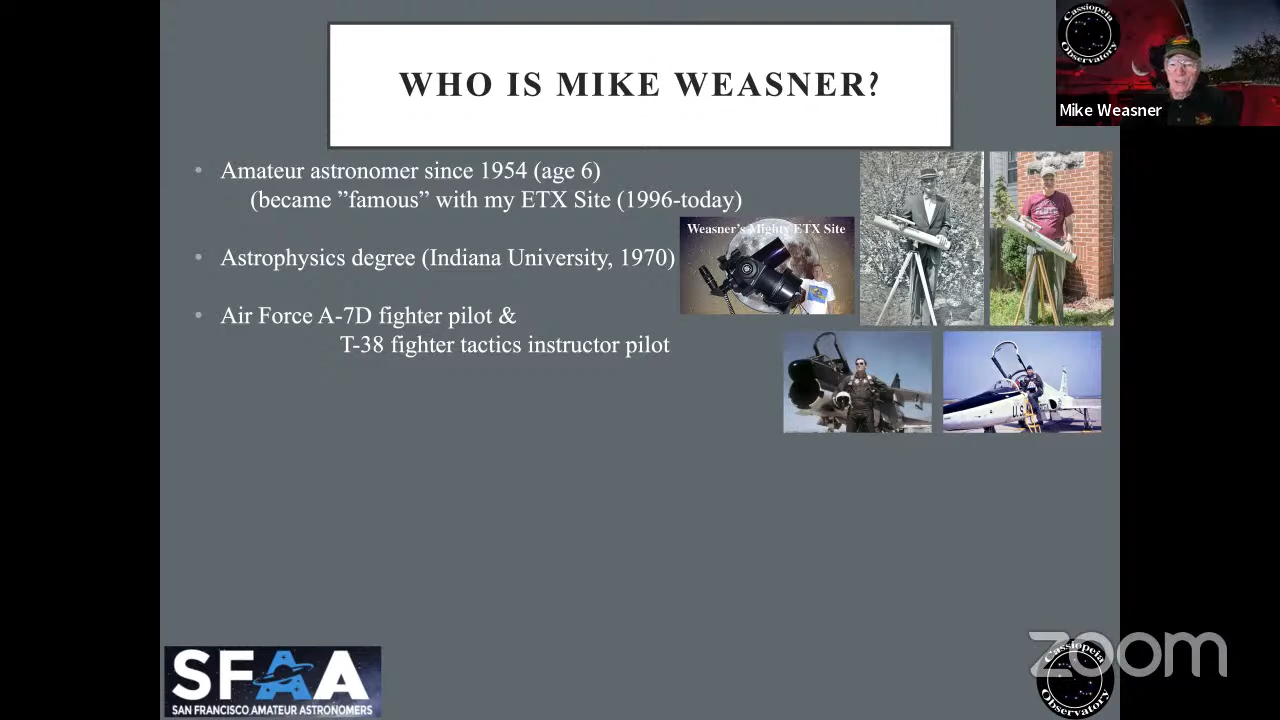 WHO IS MIKE WEASNER?
Cassiopeia
Observatory
Mike Weasner
• Amateur astronomer since 1954 (age 6)
(became ”famous” with my ETX Site (1996-today)
Weasner's Mighty ETX Site
• Astrophysics degree (Indiana University, 1970)
• Air Force A-7D fighter pilot &
T-38 fighter tactics instructor pilot
U.S.
SFAA
SAN FRANCISCO AMATEUR ASTRONOMERS
zoom
Cassiopeia
Observatory